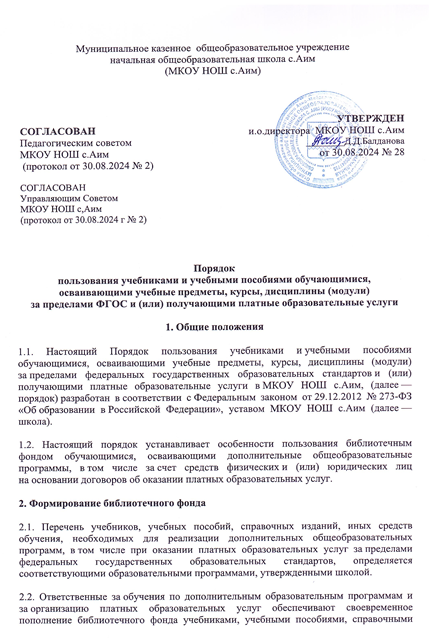 Муниципальное казенное общеобразовательное учреждение
начальная общеобразовательная школа с.Аим
(МКОУ НОШ с.Аим)
УТВЕРЖДЕН
СОГЛАСОВАН
и.о.директора МКОУ НОШ с.Аим
Педагогическим советом
Д.Д.Балданова
МКОУ НОШ с.Аим
от 30.08.2024 № 28
(протокол от 30.08.2024 № 2)
СОГЛАСОВАН
Управляющим Советом
МКОУ НОШ с,Аим
(протокол от 30.08.2024 г № 2)
Порядок
пользования учебниками и учебными пособиями обучающимися,
осваивающими учебные предметы, курсы, дисциплины (модули)
за пределами ФГОС и (или) получающими платные образовательные услуги
1. Общие положения
1.1. Настоящий Порядок пользования учебниками и учебными пособиями
обучающимися, осваивающими учебные предметы, курсы, дисциплины (модули)
за пределами федеральных государственных образовательных стандартов и (или)
получающими платные образовательные услуги в МКОУ НОШ с.Аим, (далее —
порядок) разработан в соответствии с Федеральным законом от 29.12.2012 № 273-ФЗ
«Об образовании в Российской Федерации», уставом МКОУ НОШ с.Аим (далее —
школа).
1.2. Настоящий порядок устанавливает особенности пользования библиотечным
фондом обучающимися, осваивающими дополнительные общеобразовательные
программы, в том числе за счет средств физических и (или) юридических лиц
на основании договоров об оказании платных образовательных услуг.
2. Формирование библиотечного фонда
2.1. Перечень учебников, учебных пособий, справочных изданий, иных средств
обучения, необходимых для реализации дополнительных общеобразовательных
программ, в том числе при оказании платных образовательных услуг за пределами
федеральных государственных образовательных стандартов, определяется
соответствующими образовательными программами, утвержденными школой.
2.2. Ответственные за обучения по дополнительным образовательным программам и
за организацию платных образовательных услуг обеспечивают своевременное
пополнение библиотечного фонда учебниками, учебными пособиями, справочными